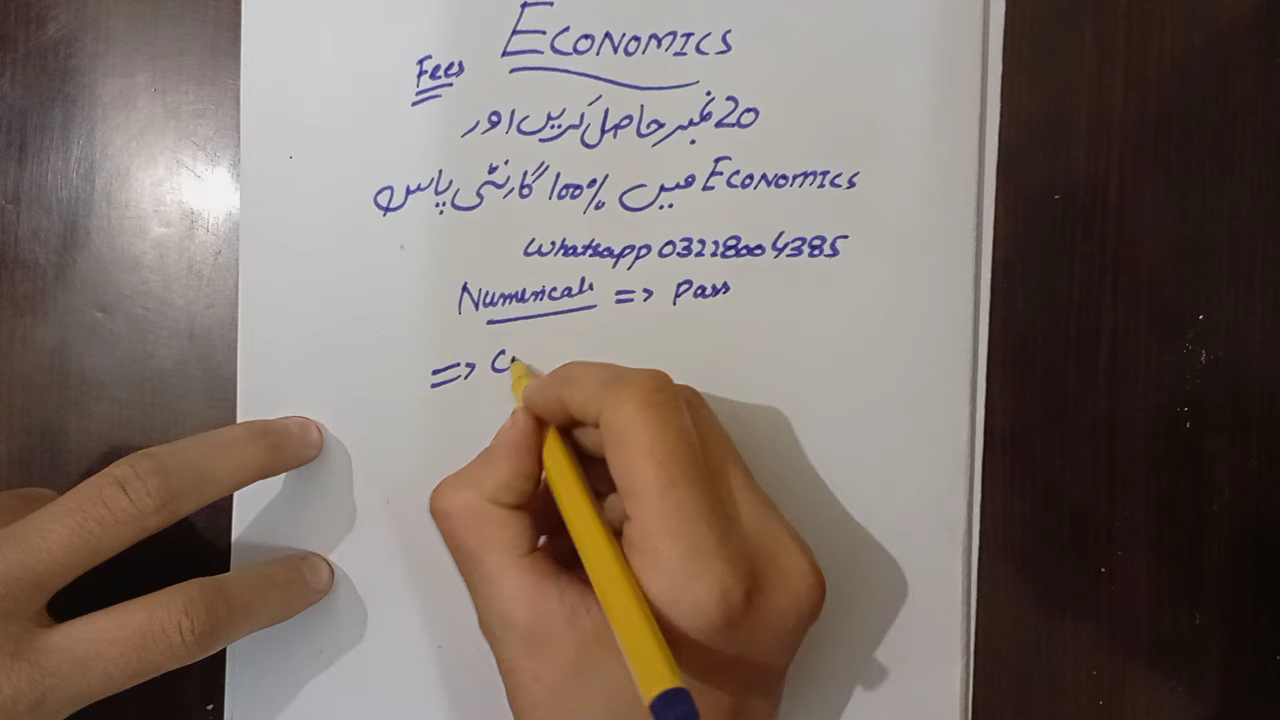 ECONOMICS
Fees
20 نمبر حاصل کریں اور
ECONOMICS میں 100% گارنٹی پاس
Whatsapp 03228004385
Numericals => Pass
=> C